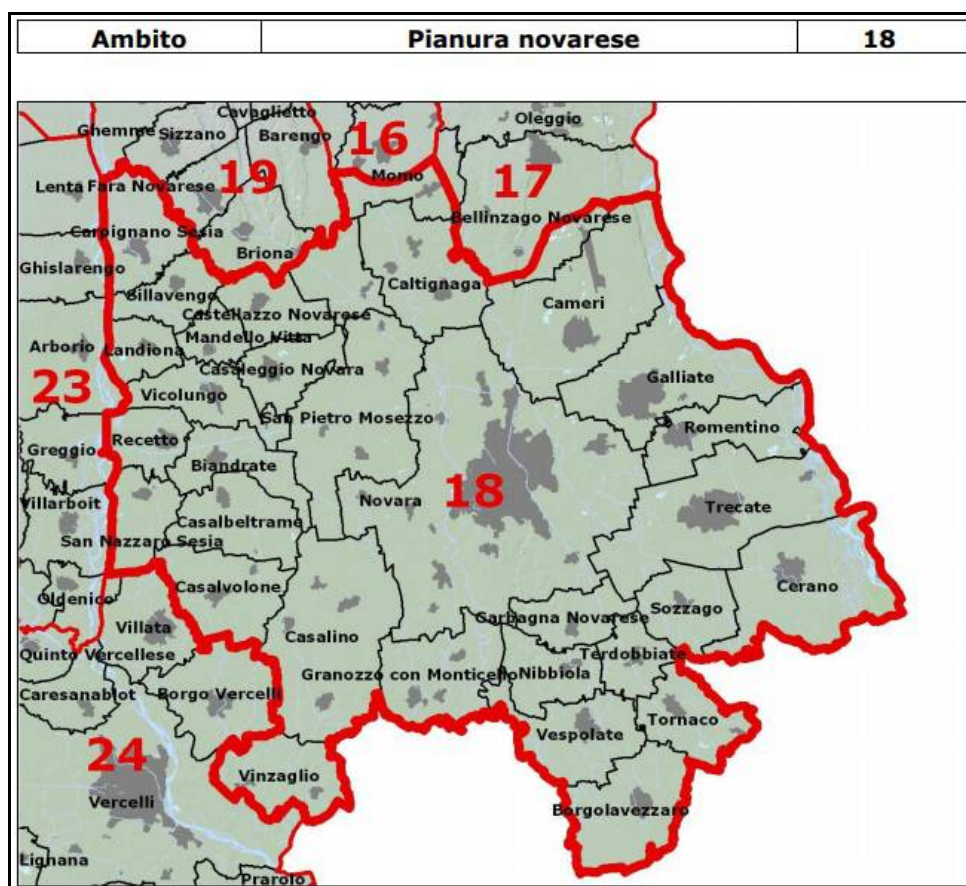 Ambito Pianura novarese 18
Cavaglietto
Oleggio
Ghemme Sizzano Barengo
16
19
Momo
17
Lenta Fara Novarese
Bellinzago Novarese
Carpignano Sesia
Briona
Ghislarengo
Caltignaga
Sillavengo
Cameri
Castellazzo Novarese
Mandello Vitta
Arborio Landiona
Casaleggio Novara
Galliate
23
Vicolungo
San Pietro Mosezzo
Romentino
Recetto
Greggio
Biandrate
18
Novara
Villarboit
Trecate
Casalbeltrame
San Nazzaro Sesia
Casalvolone
Cerano
Oldenico
Sozzago
Garbagna Novarese
Villata
Casalino
Quinto Vercellese
Terdobbiate
Granozzo con Monticello
Nibbiola
Caresanablot
Borgo Vercelli
Tornaco
Vespolate
24
Vinzaglio
Vercelli
Borgolavezzaro
Lignana
Prarolo